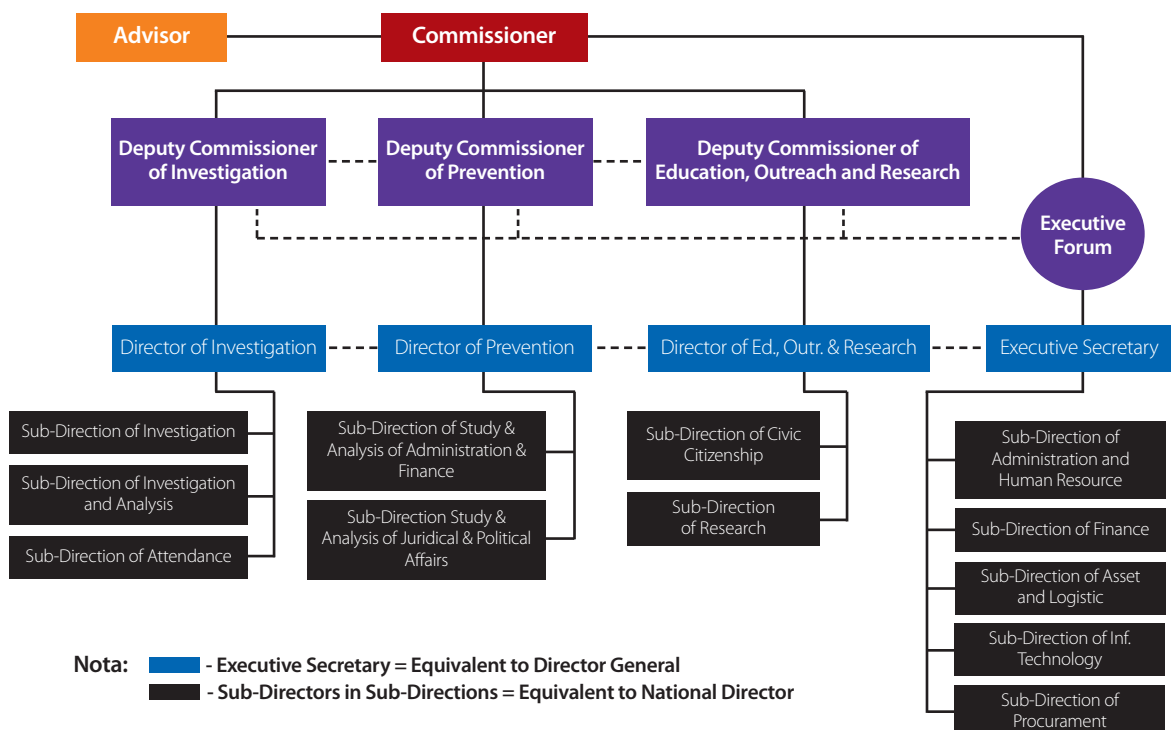 Advisor
Commissioner
Deputy Commissioner
of Investigation
Deputy Commissioner
of Prevention
Deputy Commissioner of
Education, Outreach and Research
Executive
Forum
Director of Investigation
Director of Prevention
Director of Ed., Outr. & Research
Executive Secretary
Sub-Direction of Investigation
Sub-Direction of Investigation
and Analysis
Sub-Direction of Attendance
Sub-Direction of Study &
Analysis of Administration &
Finance
Sub-Direction Study &
Analysis of Juridical & Political
Affairs
Sub-Direction of Civic
Citizenship
Sub-Direction
of Research
Sub-Direction of
Administration and
Human Resource
Sub-Direction of Finance
Sub-Direction of Asset
and Logistic
Sub-Direction of Inf.
Technology
Sub-Direction of
Procurament
Nota: - Executive Secretary = Equivalent to Director General
- Sub-Directors in Sub-Directions = Equivalent to National Director